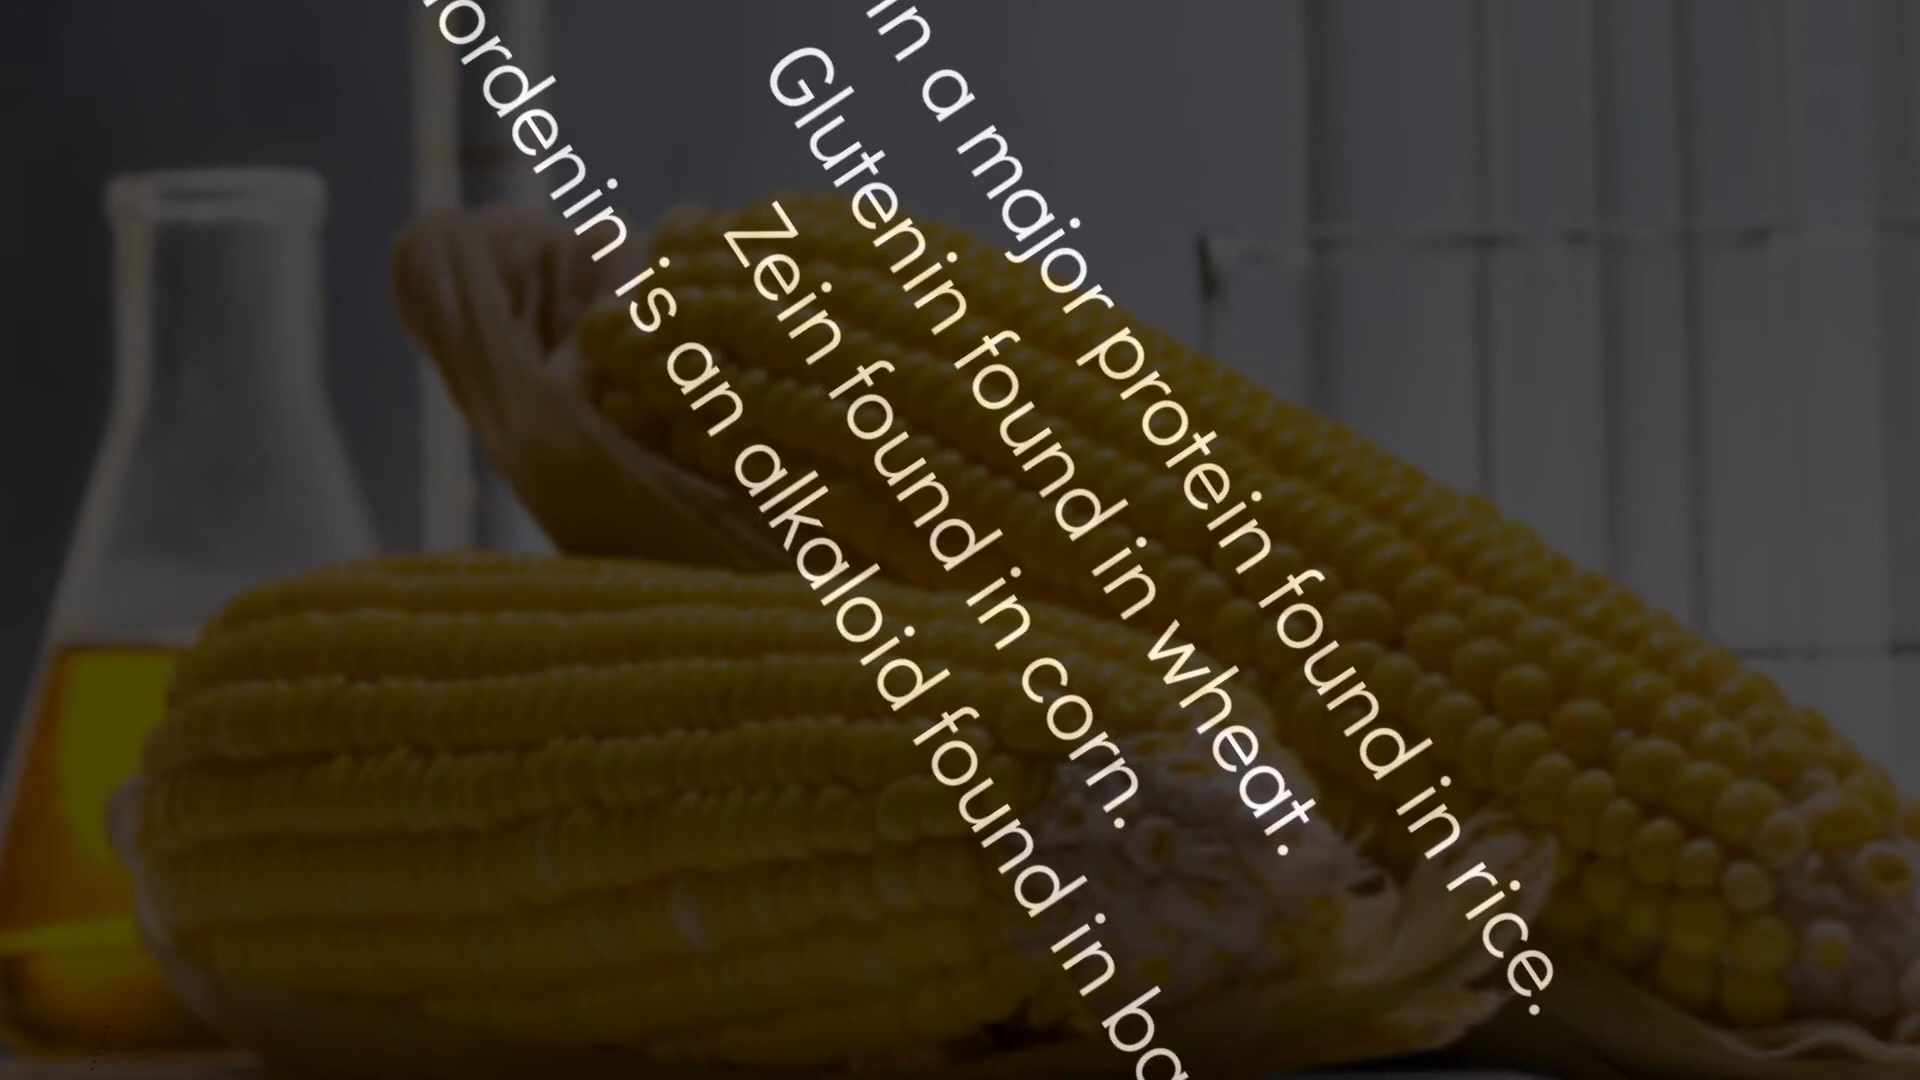 in a major protein found in rice.
Glutenin found in wheat.
Zein found in corn.
ordenin is an alkaloid found in